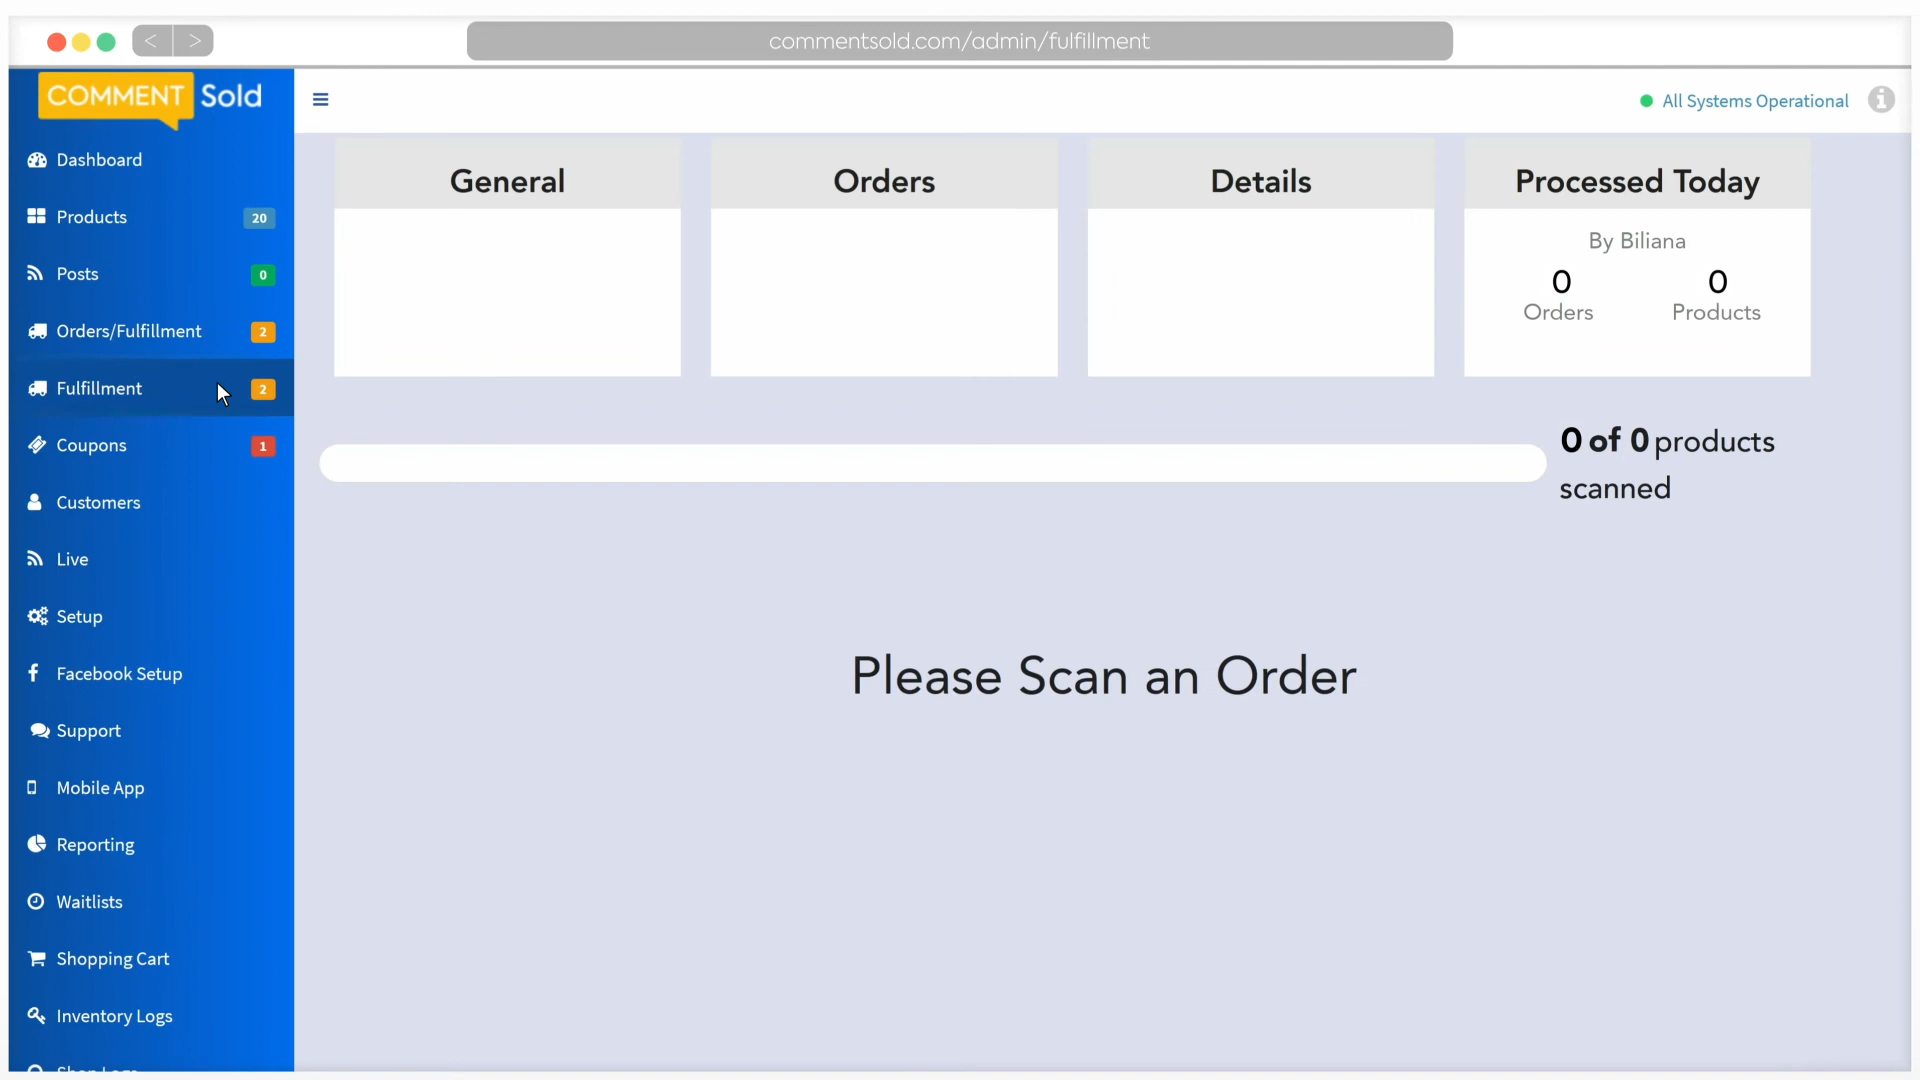 < >
commentsold.com/admin/fulfillment
COMMENT Sold
All Systems Operational
Dashboard
Products 20
Posts 0
Orders/Fulfillment 2
Fulfillment 2
Coupons 1
Customers
Live
Setup
Facebook Setup
Support
Mobile App
Reporting
Waitlists
Shopping Cart
Inventory Logs
General
Orders
Details
Processed Today
By Biliana
0 0
Orders Products
0 of 0 products
scanned
Please Scan an Order